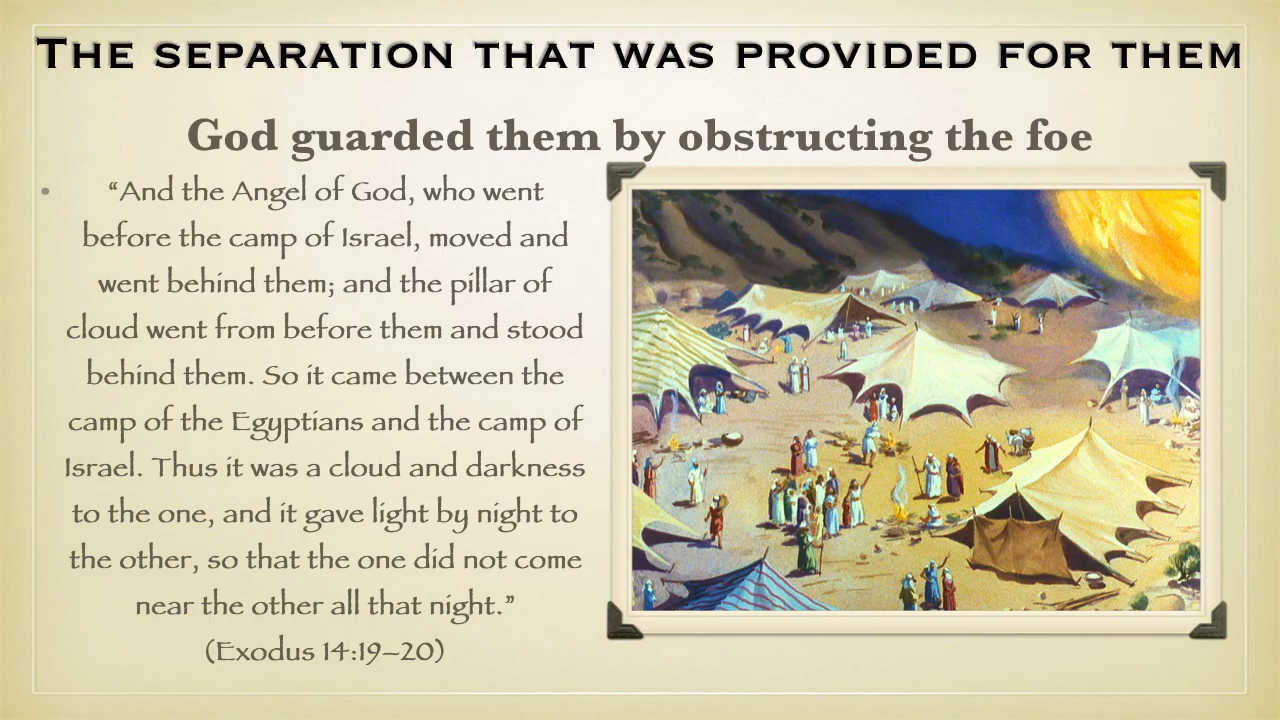 The separation that was provided for them
God guarded them by obstructing the foe
• “And the Angel of God, who went
before the camp of Israel, moved and
went behind them; and the pillar of
cloud went from before them and stood
behind them. So it came between the
camp of the Egyptians and the camp of
Israel. Thus it was a cloud and darkness
to the one, and it gave light by night to
the other, so that the one did not come
near the other all that night.”
(Exodus 14:19–20)